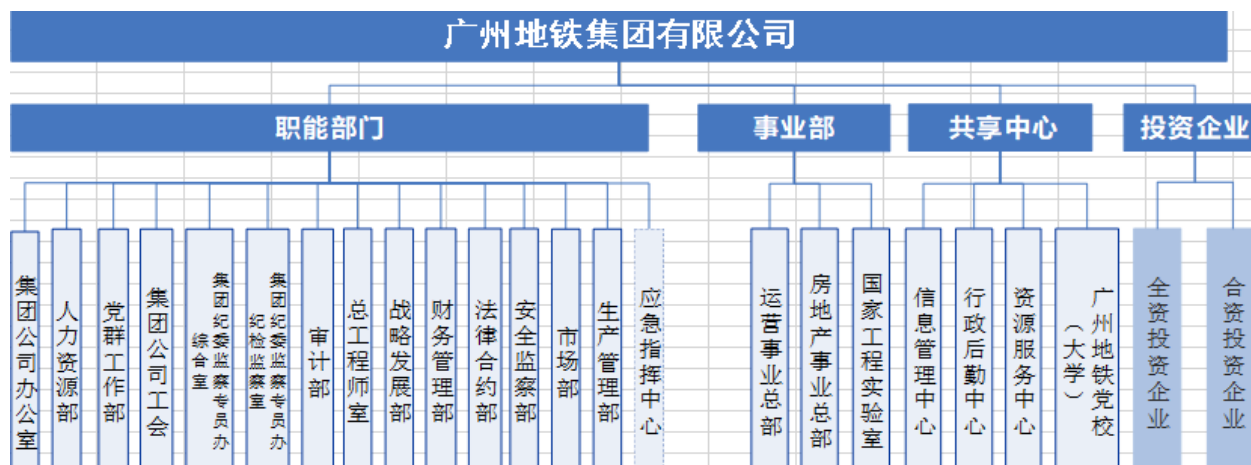 广州地铁集团有限公司
职能部门
事业部
共享中心
投资企业
集团公司办公室
人力资源部
党群工作部
集团公司工会
集团纪委监察专员办
综合室
集团纪委监察专员办
纪检监察室
审计部
总工程师室
战略发展部
财务管理部
法律合约部
安全监察部
市场部
生产管理部
应急指挥中心
运营事业总部
房地产事业总部
国家工程实验室
信息管理中心
行政后勤中心
资源服务中心
广州地铁党校
（大学）
全资投资企业
合资投资企业